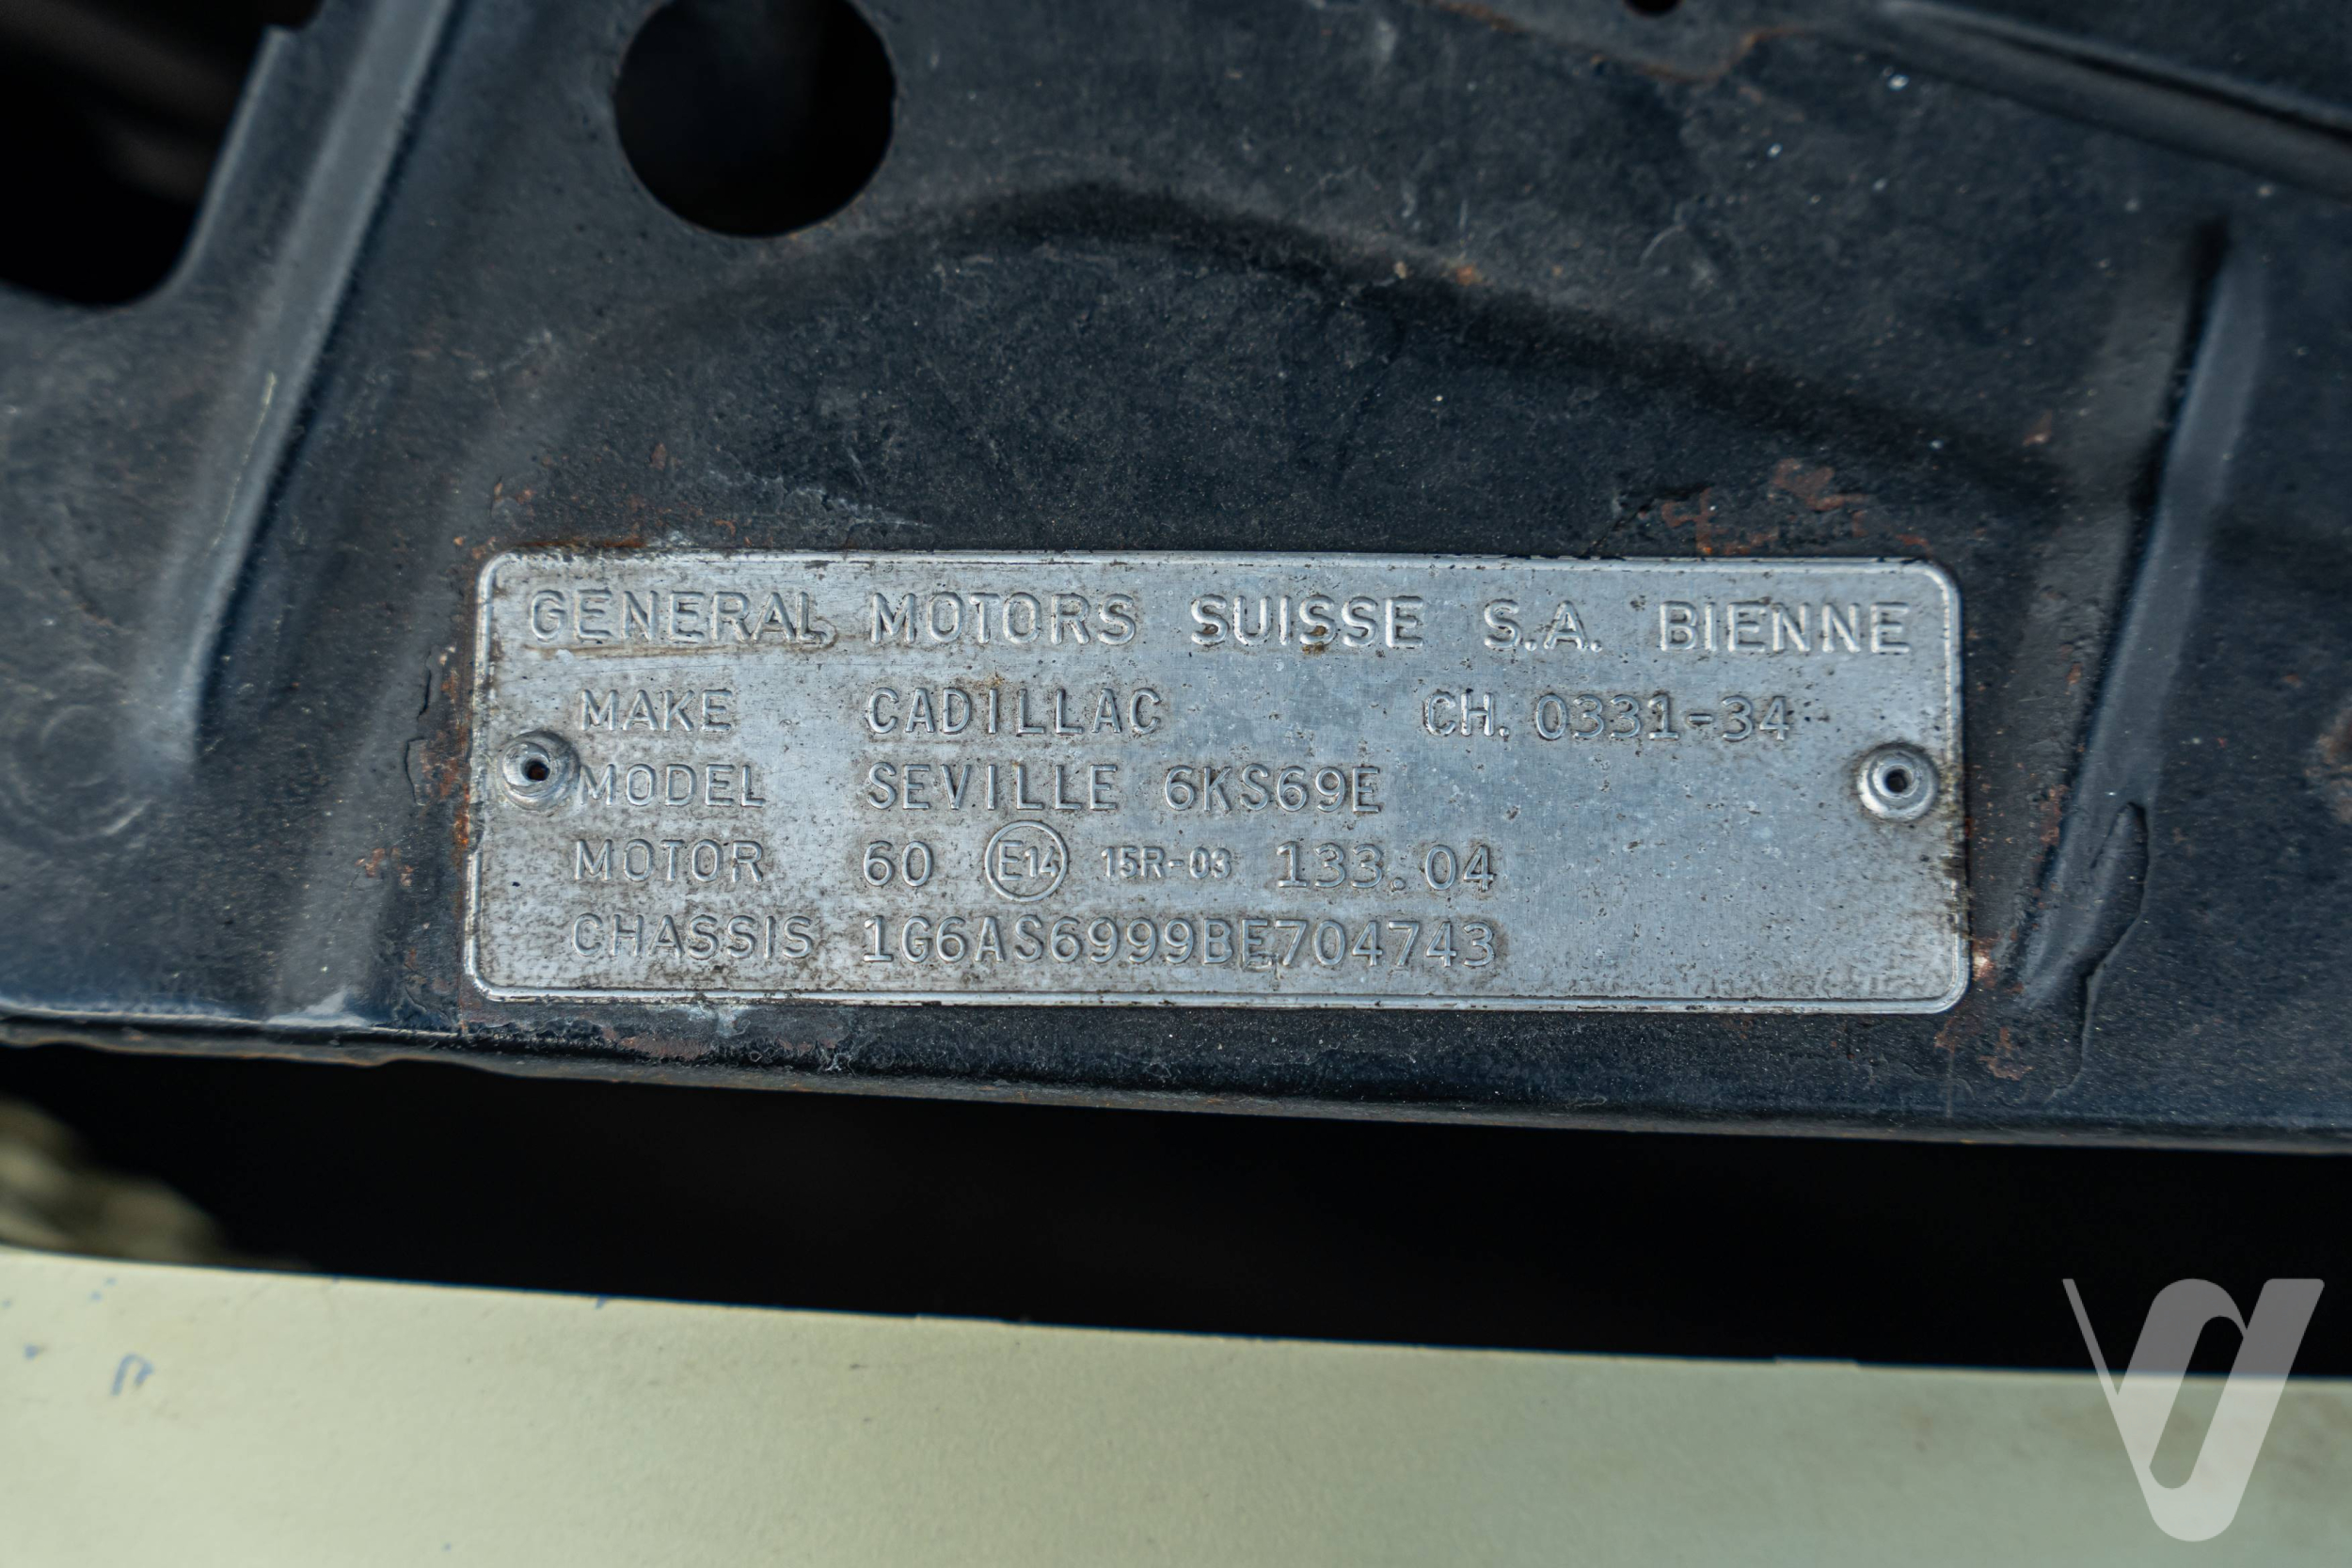 GENERAL MOTORS SUISSE S.A. BIENNE
MAKE CADILLAC CH. 0331-34
MODEL SEVILLE 6KS69E
MOTOR 60 E14 15R-03 133.04
CHASSIS 1G6AS6999BE704743